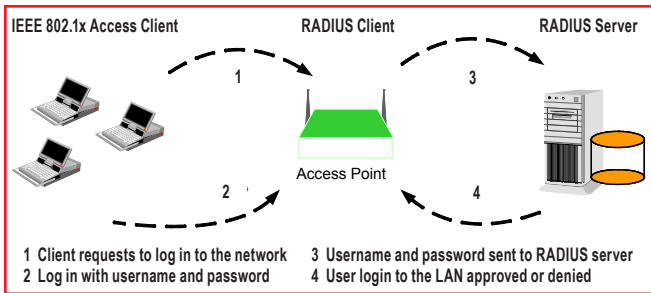 IEEE 802.1x Access Client
RADIUS Client
RADIUS Server
1
3
Access Point
2
4
1 Client requests to log in to the network
2 Log in with username and password
3 Username and password sent to RADIUS server
4 User login to the LAN approved or denied